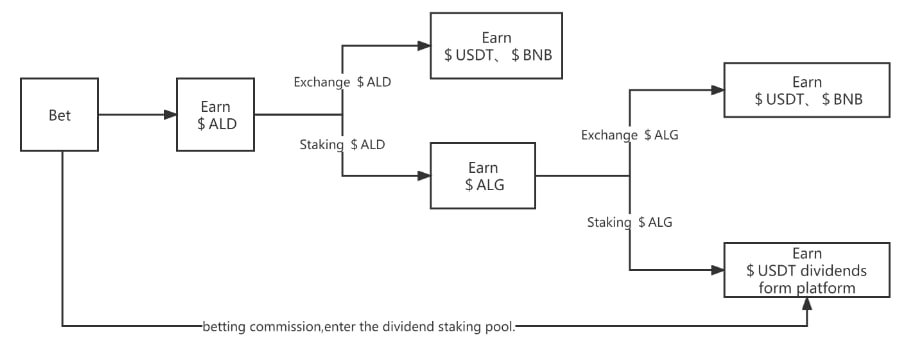 Bet
Earn
$ ALD
Exchange $ ALD
Earn
$ USDT、 $ BNB
Staking $ ALD
Earn
$ ALG
Exchange $ ALG
Earn
$ USDT、 $ BNB
Staking $ ALG
Earn
$ USDT dividends
form platform
betting commission,enter the dividend staking pool.